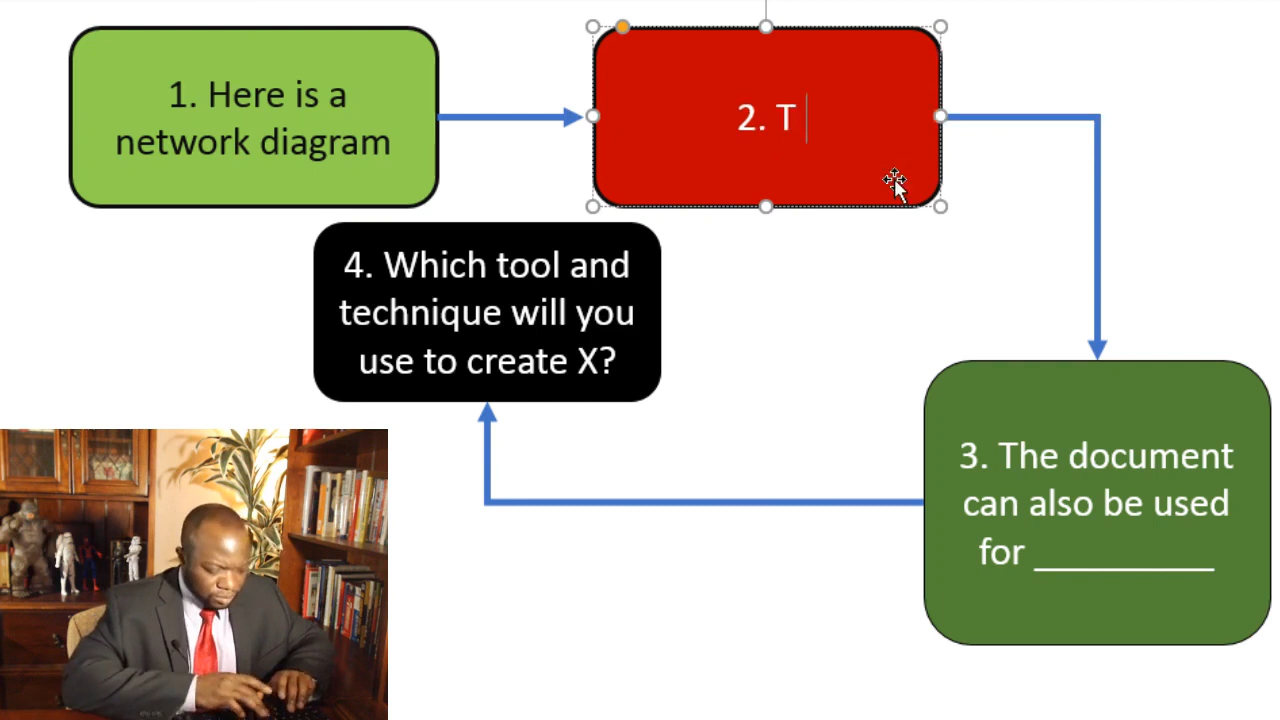 1. Here is a
network diagram
2. T
4. Which tool and
technique will you
use to create X?
3. The document
can also be used
for __________